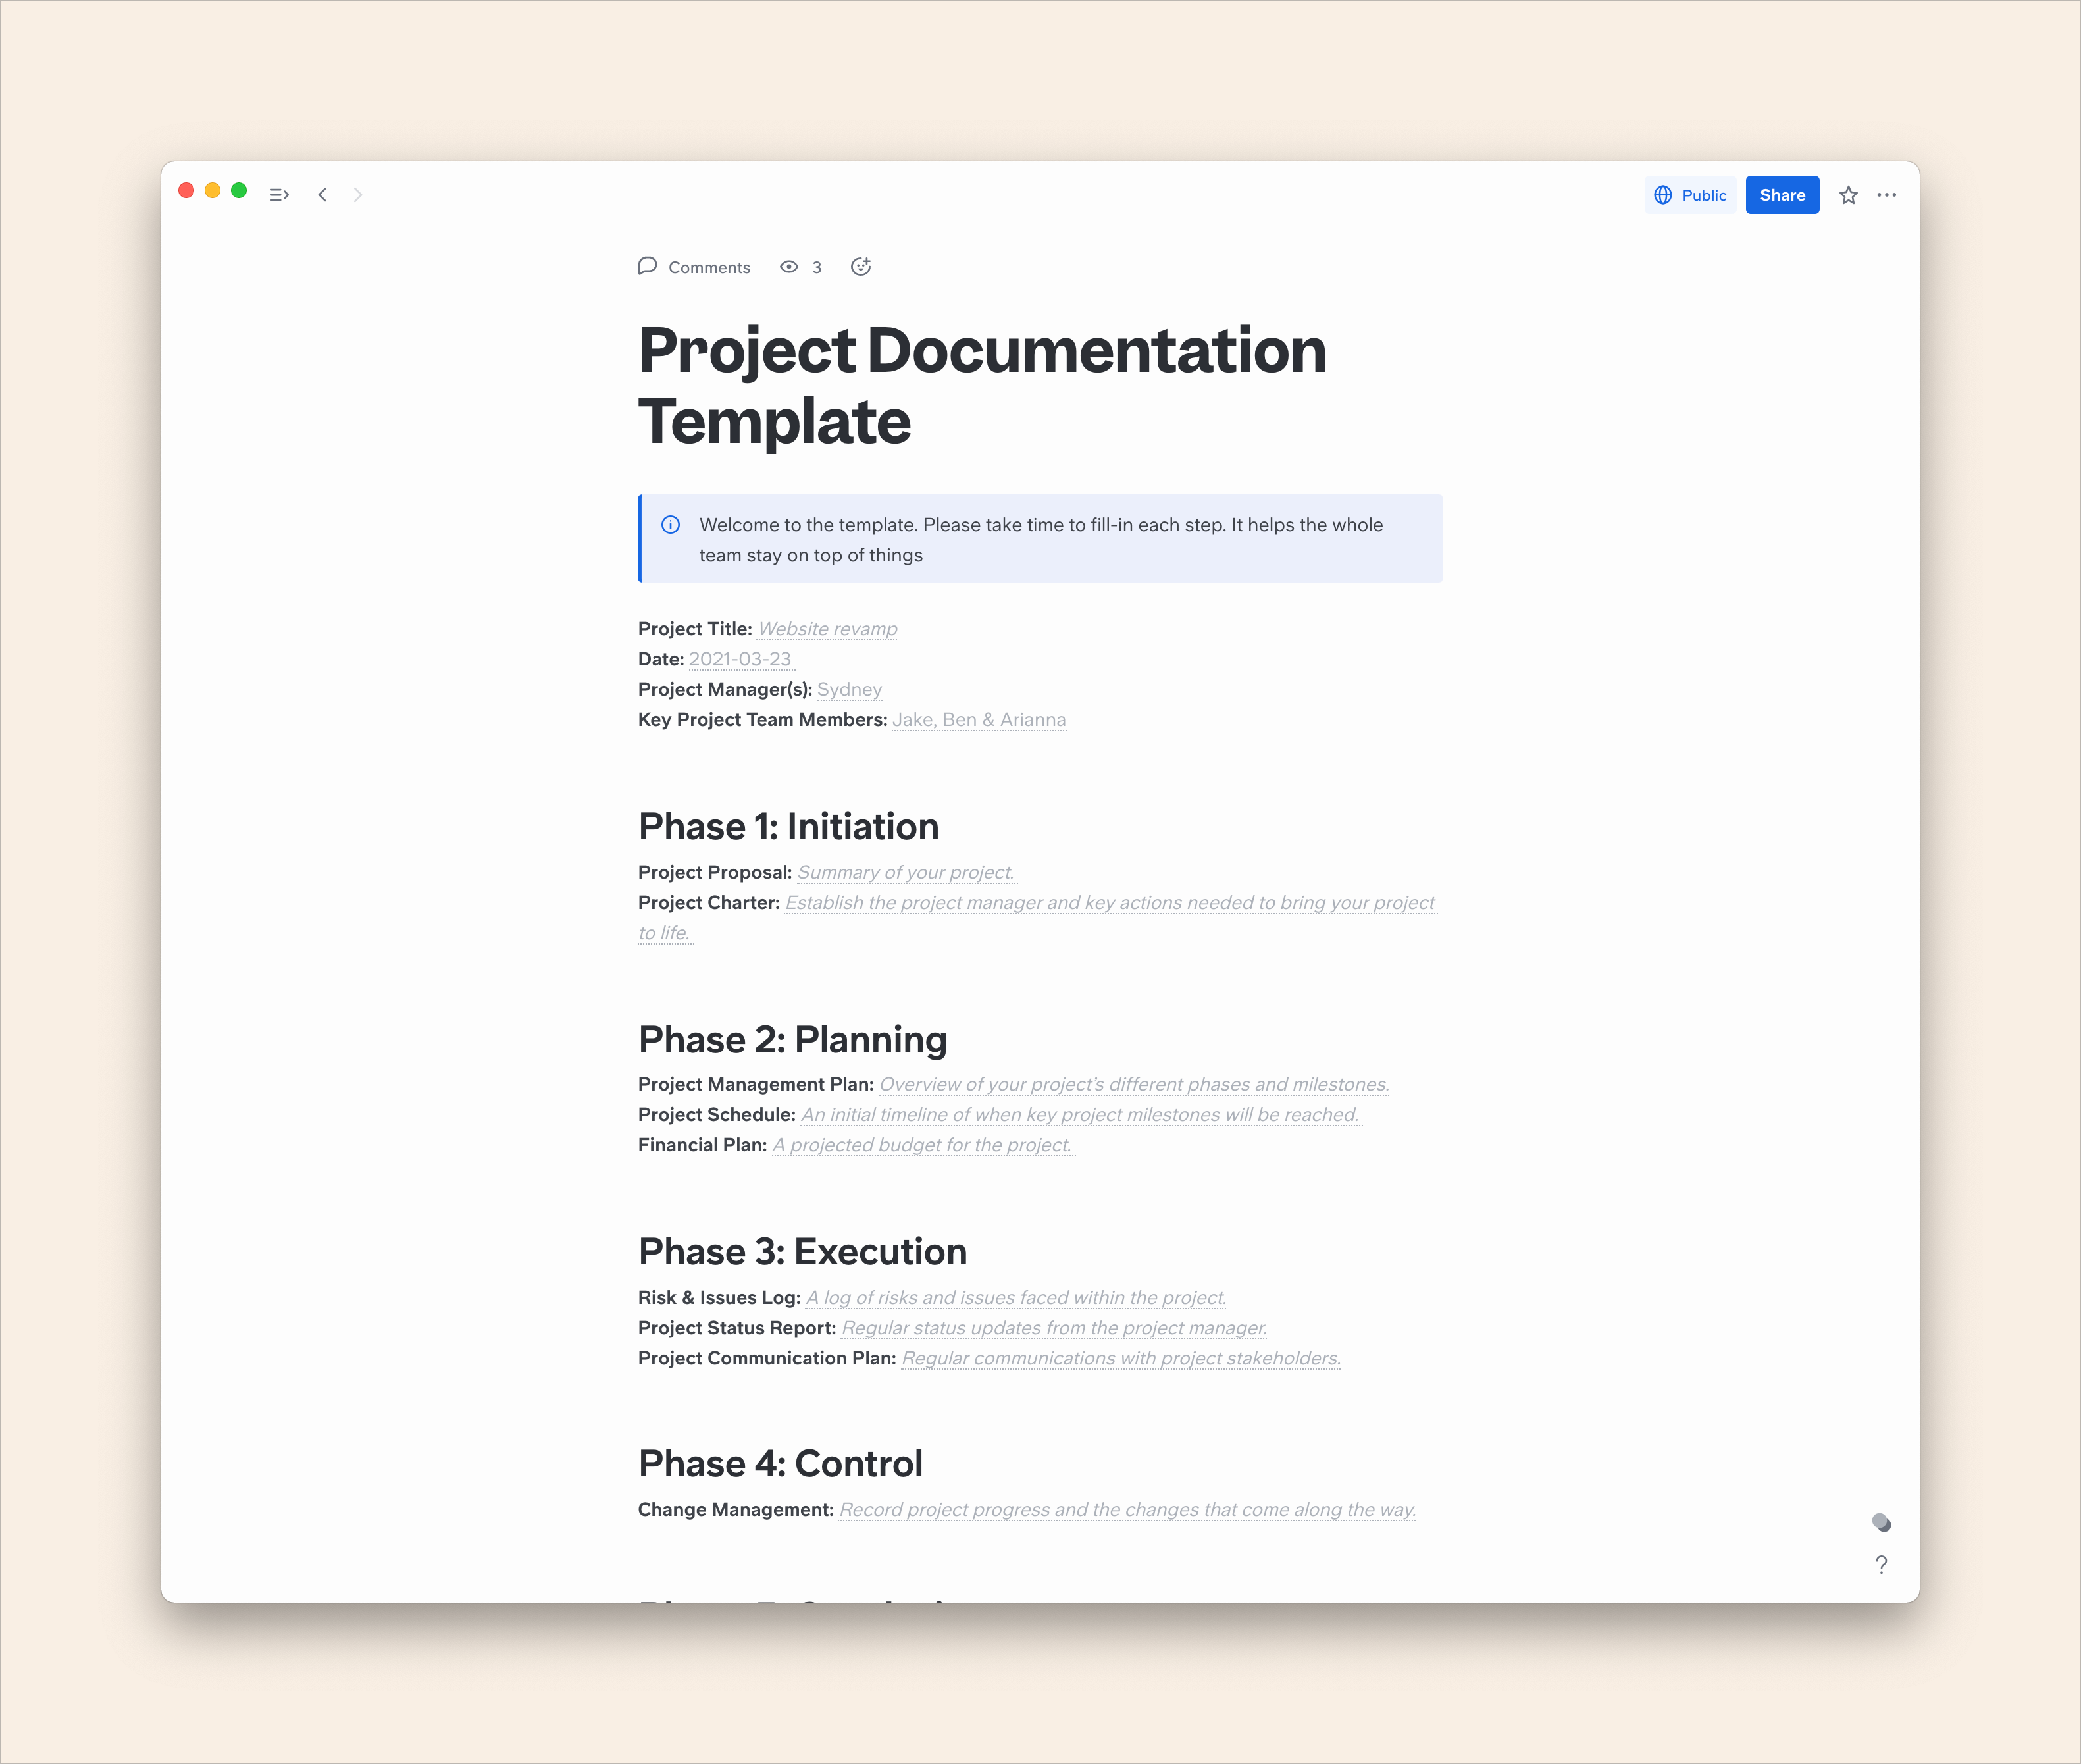 Public
Share
Comments
3
Project Documentation
Template
Welcome to the template. Please take time to fill-in each step. It helps the whole
team stay on top of things
Project Title: Website revamp
Date: 2021-03-23
Project Manager(s): Sydney
Key Project Team Members: Jake, Ben & Arianna
Phase 1: Initiation
Project Proposal: Summary of your project.
Project Charter: Establish the project manager and key actions needed to bring your project
to life.
Phase 2: Planning
Project Management Plan: Overview of your project’s different phases and milestones.
Project Schedule: An initial timeline of when key project milestones will be reached.
Financial Plan: A projected budget for the project.
Phase 3: Execution
Risk & Issues Log: A log of risks and issues faced within the project.
Project Status Report: Regular status updates from the project manager.
Project Communication Plan: Regular communications with project stakeholders.
Phase 4: Control
Change Management: Record project progress and the changes that come along the way.
?